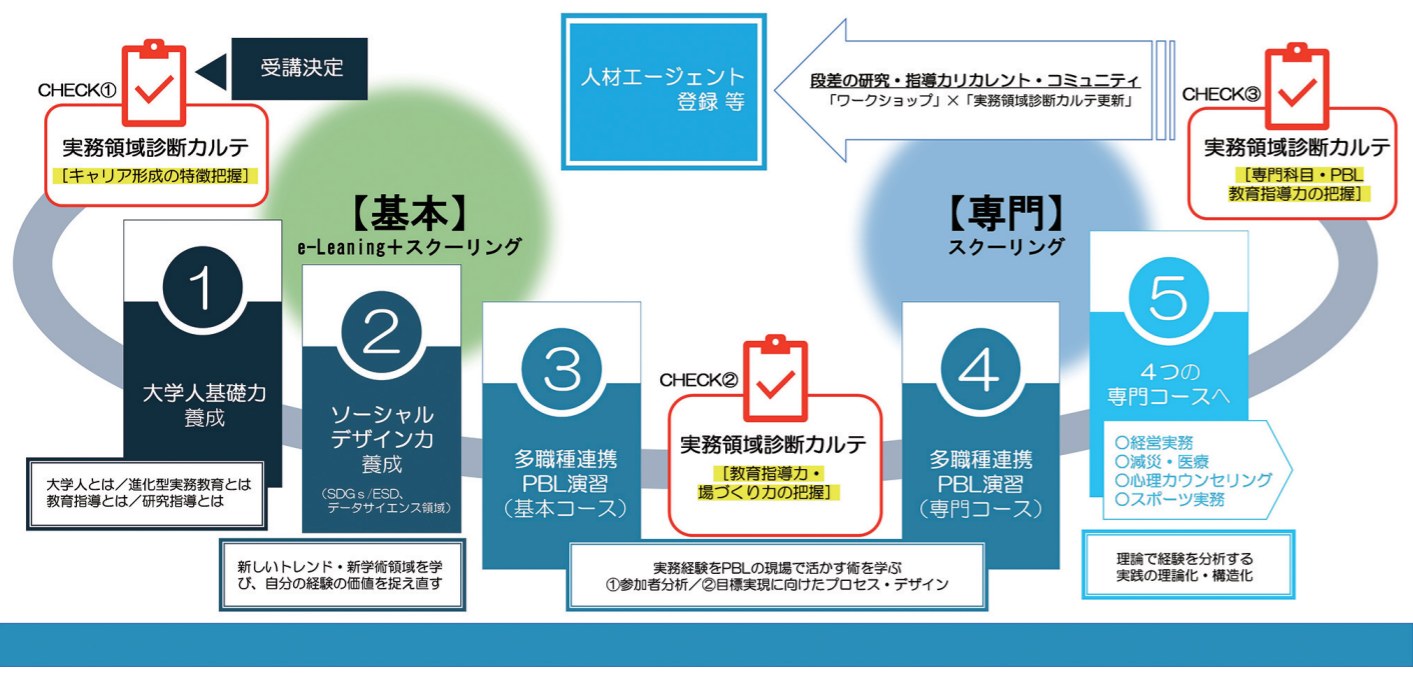 受講決定
CHECK①
実務領域診断カルテ
[キャリア形成の特徴把握]
【基本】
e-Leaning＋スクーリング
1
大学人基礎力
養成
大学人とは／進化型実務教育とは
教育指導とは／研究指導とは
2
ソーシャル
デザイン力
養成
（SDGｓ/ESD、
データサイエンス領域）
新しいトレンド・新学術領域を学
び、自分の経験の価値を捉え直す
3
多職種連携
PBL演習
（基本コース）
CHECK②
実務領域診断カルテ
[教育指導力・
場づくり力の把握]
実務経験をPBLの現場で活かす術を学ぶ
①参加者分析／②目標実現に向けたプロセス・デザイン
【専門】
スクーリング
4
多職種連携
PBL演習
（専門コース）
5
４つの
専門コースへ
〇経営実務
〇減災・医療
〇心理カウンセリング
〇スポーツ実務
理論で経験を分析する
実践の理論化・構造化
CHECK③
実務領域診断カルテ
[専門科目・PBL
教育指導力の把握]
段差の研究・指導力リカレント・コミュニティ
「ワークショップ」×「実務領域診断カルテ更新」
人材エージェント
登録 等